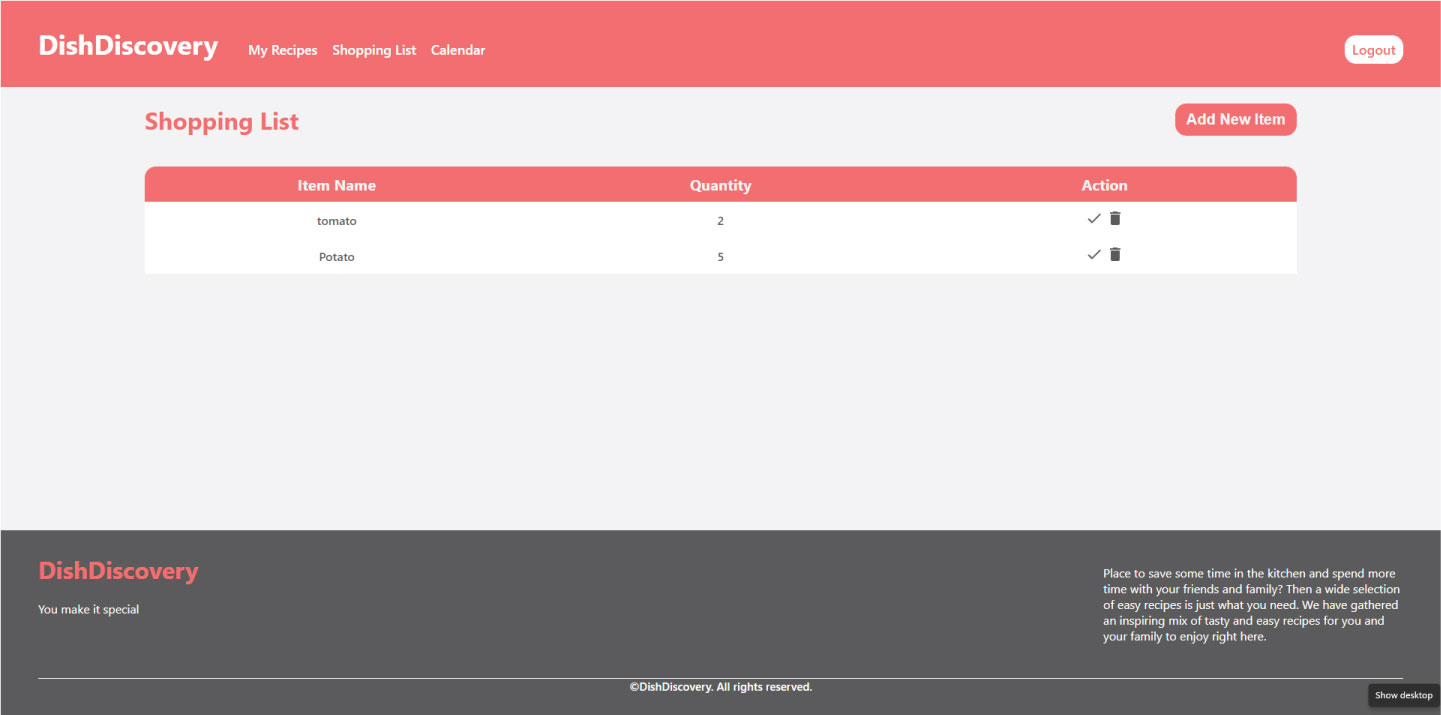 DishDiscovery My Recipes Shopping List Calendar Logout
Shopping List Add New Item
Item Name Quantity Action
tomato 2
Potato 5
DishDiscovery
You make it special
Place to save some time in the kitchen and spend more
time with your friends and family? Then a wide selection
of easy recipes is just what you need. We have gathered
an inspiring mix of tasty and easy recipes for you and
your family to enjoy right here.
©DishDiscovery. All rights reserved.
Show desktop